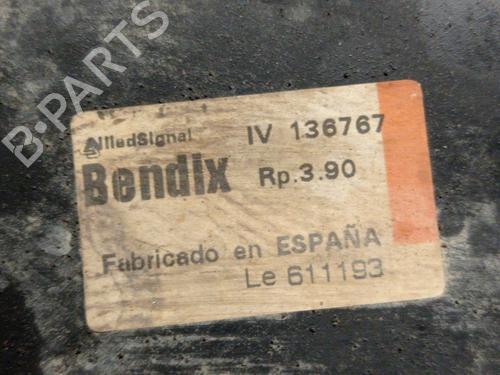 B-PARTS
AlliedSignal IV 136767
Bendix Rp.3.90
Fabricado en ESPAÑA
Le 611193